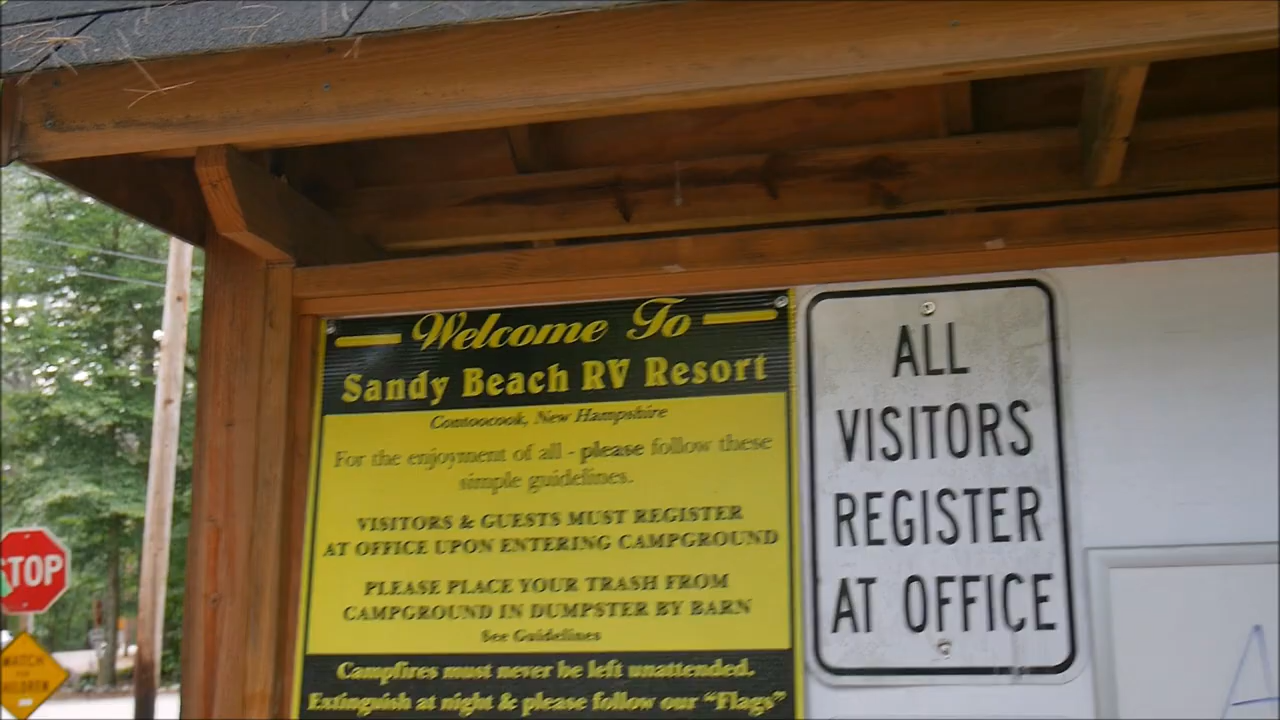 Welcome To
Sandy Beach RV Resort
Contoocook, New Hampshire
For the enjoyment of all - please follow these
simple guidelines.
VISITORS & GUESTS MUST REGISTER
AT OFFICE UPON ENTERING CAMPGROUND
PLEASE PLACE YOUR TRASH FROM
CAMPGROUND IN DUMPSTER BY BARN
See Guidelines
Campfires must never be left unattended.
Extinguish at night & please follow our "Flags"
ALL
VISITORS
REGISTER
AT OFFICE
STOP
WATCH
CHILDREN
A